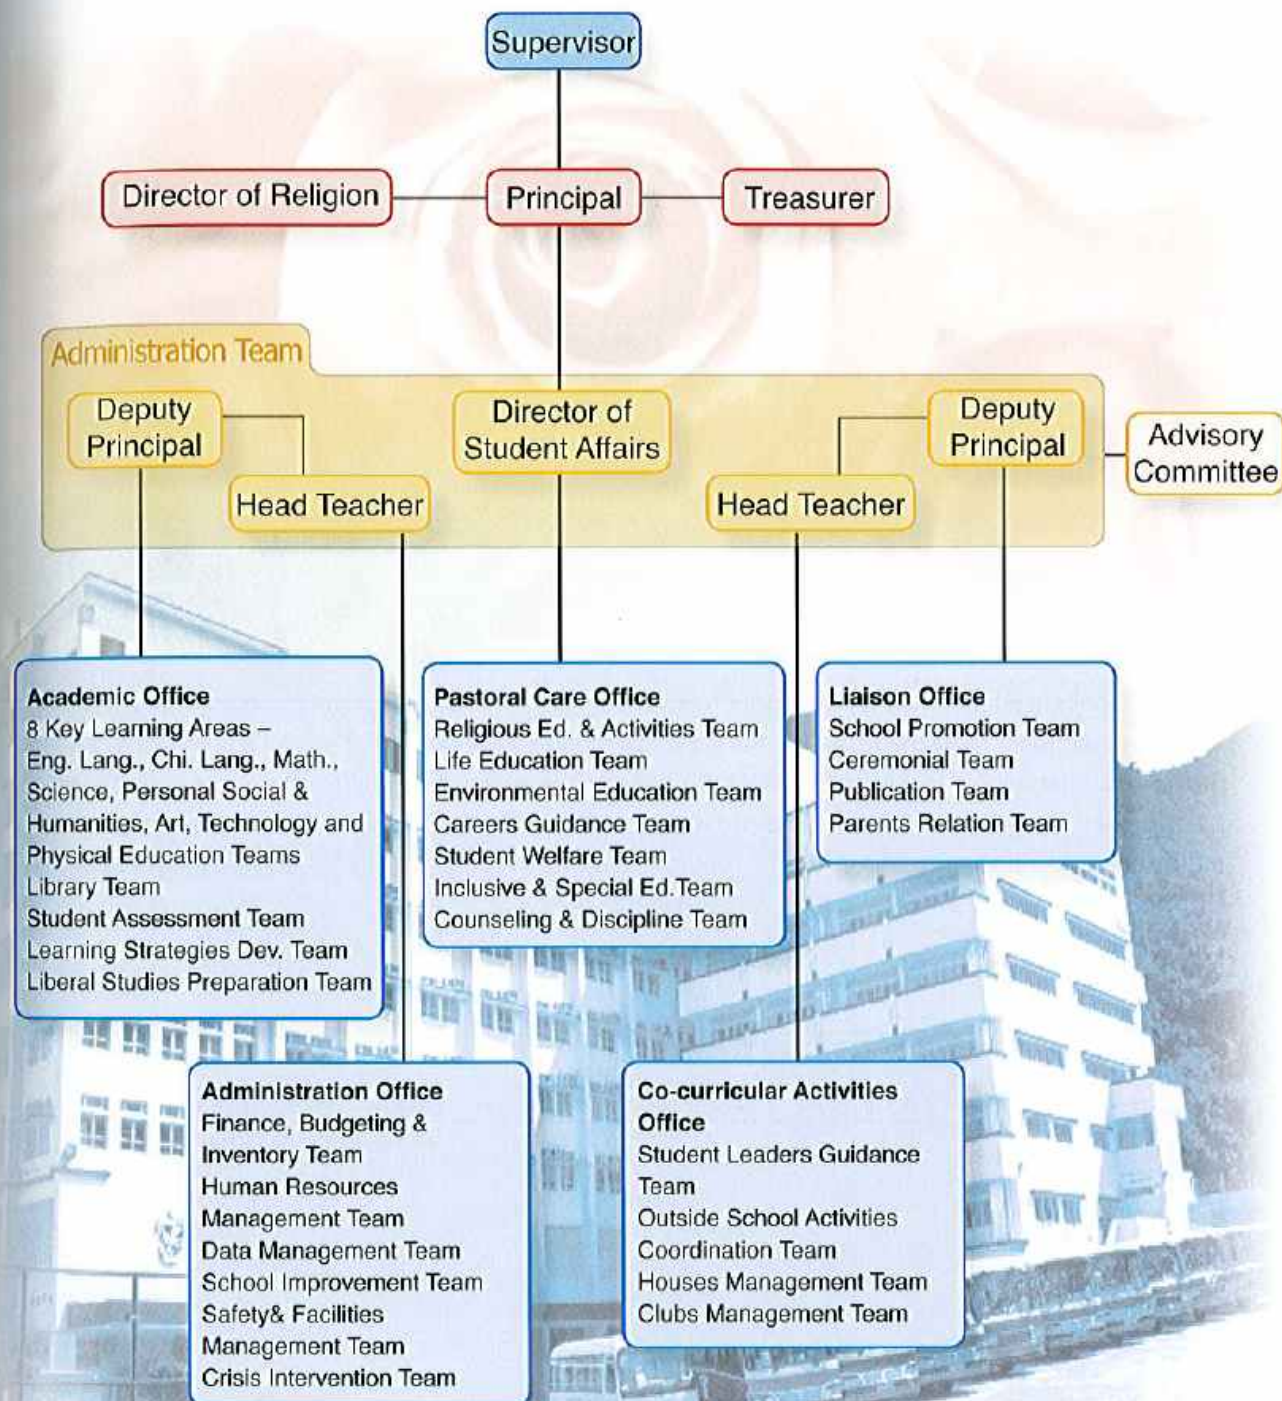 Supervisor
Director of Religion
Principal
Treasurer
Administration Team
Deputy
Principal
Head Teacher
Director of
Student Affairs
Head Teacher
Deputy
Principal
Advisory
Committee
Academic Office
8 Key Learning Areas –
Eng. Lang., Chi. Lang., Math.,
Science, Personal Social &
Humanities, Art, Technology and
Physical Education Teams
Library Team
Student Assessment Team
Learning Strategies Dev. Team
Liberal Studies Preparation Team
Pastoral Care Office
Religious Ed. & Activities Team
Life Education Team
Environmental Education Team
Careers Guidance Team
Student Welfare Team
Inclusive & Special Ed.Team
Counseling & Discipline Team
Liaison Office
School Promotion Team
Ceremonial Team
Publication Team
Parents Relation Team
Administration Office
Finance, Budgeting &
Inventory Team
Human Resources
Management Team
Data Management Team
School Improvement Team
Safety& Facilities
Management Team
Crisis Intervention Team
Co-curricular Activities
Office
Student Leaders Guidance
Team
Outside School Activities
Coordination Team
Houses Management Team
Clubs Management Team